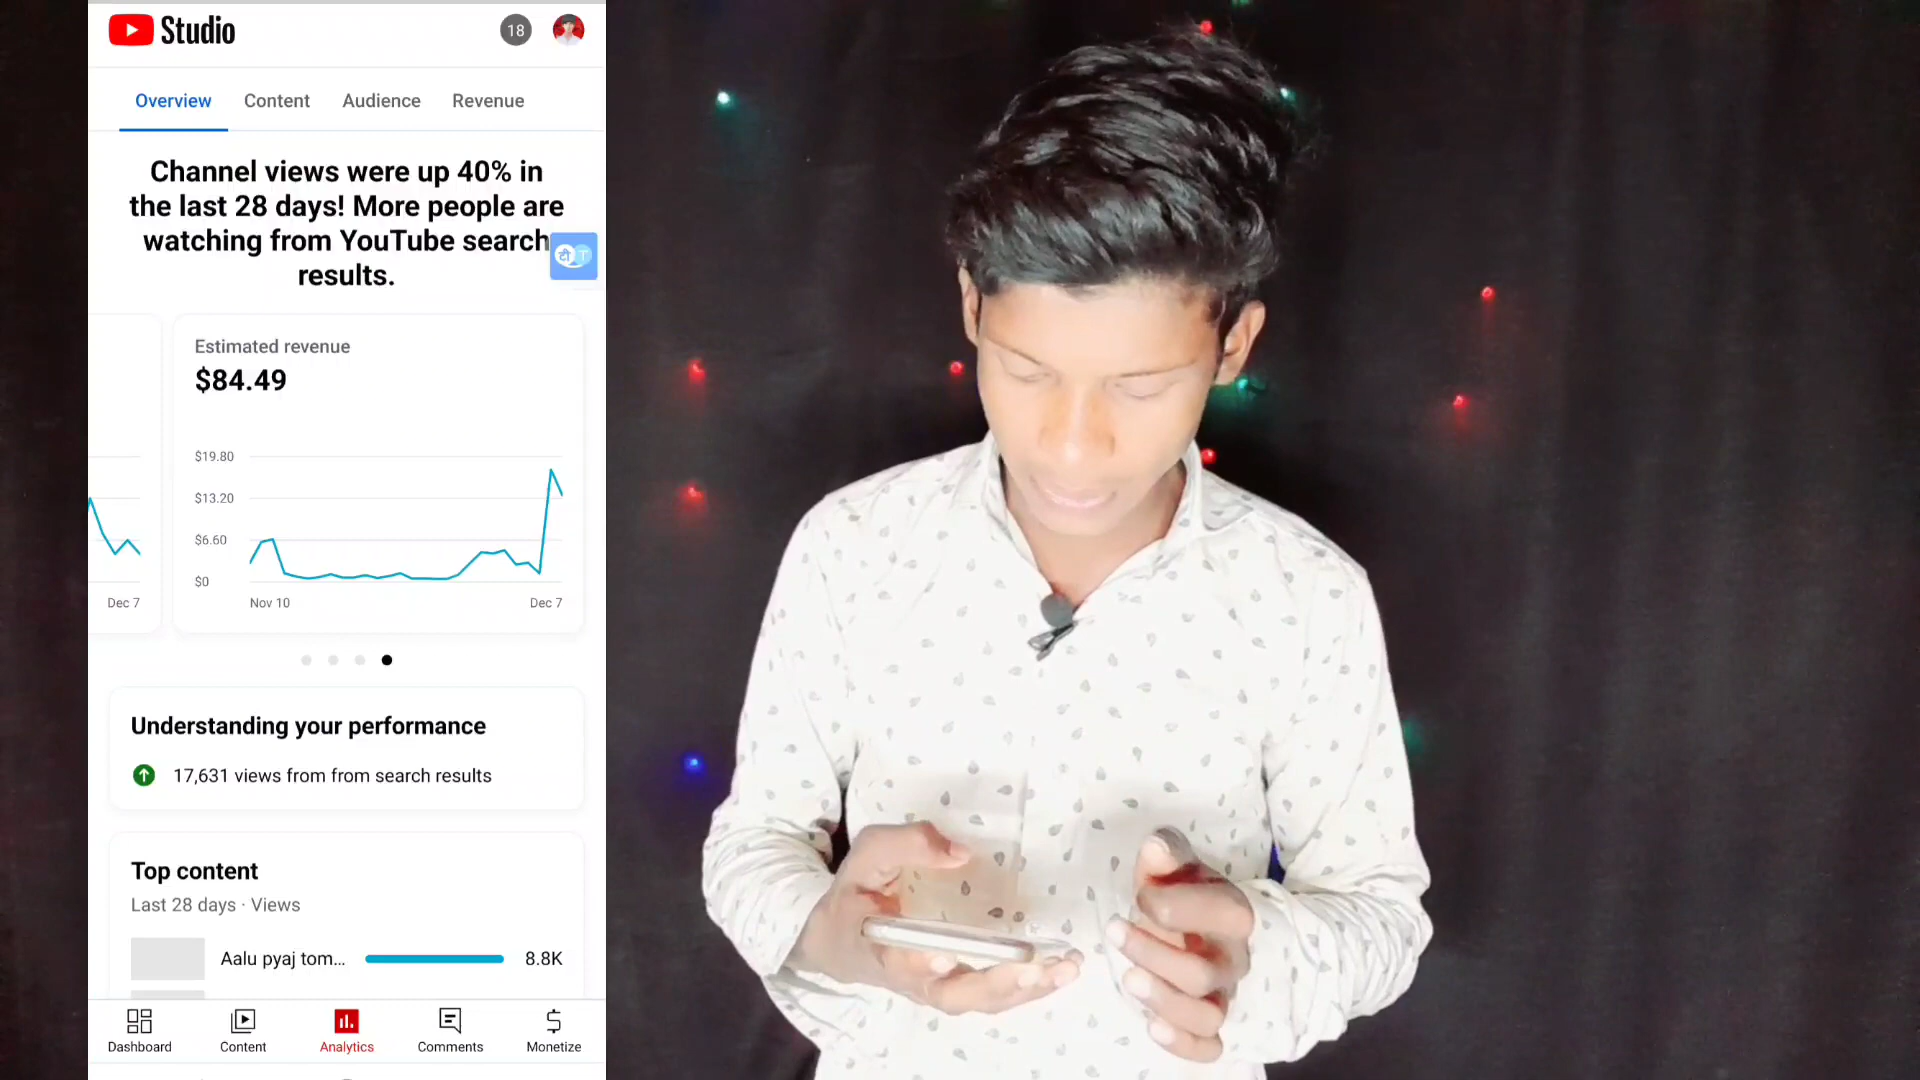 Studio
18
Overview Content Audience Revenue
Channel views were up 40% in
the last 28 days! More people are
watching from YouTube search
results.
Estimated revenue
$84.49
$19.80
$13.20
$6.60
$0
Dec 7
Nov 10
Dec 7
Understanding your performance
17,631 views from from search results
Top content
Last 28 days · Views
Aalu pyaj tom... 8.8K
Dashboard Content Analytics Comments Monetize